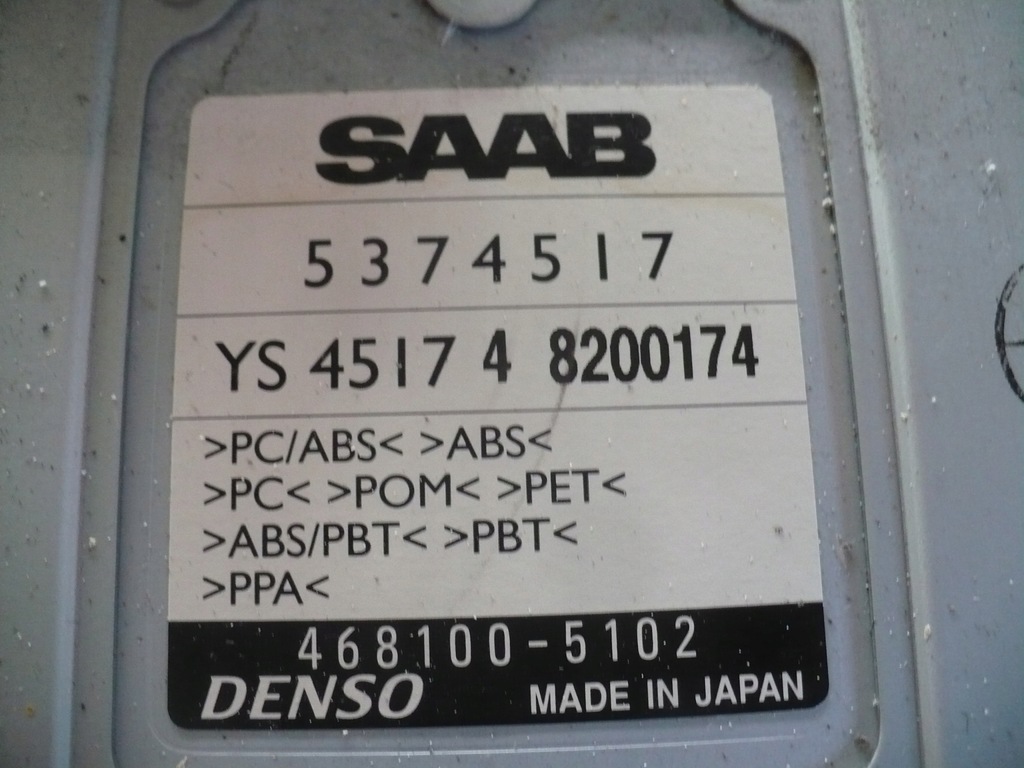 SAAB
5374517
YS 4517 4 8200174
>PC/ABS< >ABS<
>PC< >POM< >PET<
>ABS/PBT< >PBT<
>PPA<
468100-5102
DENSO MADE IN JAPAN